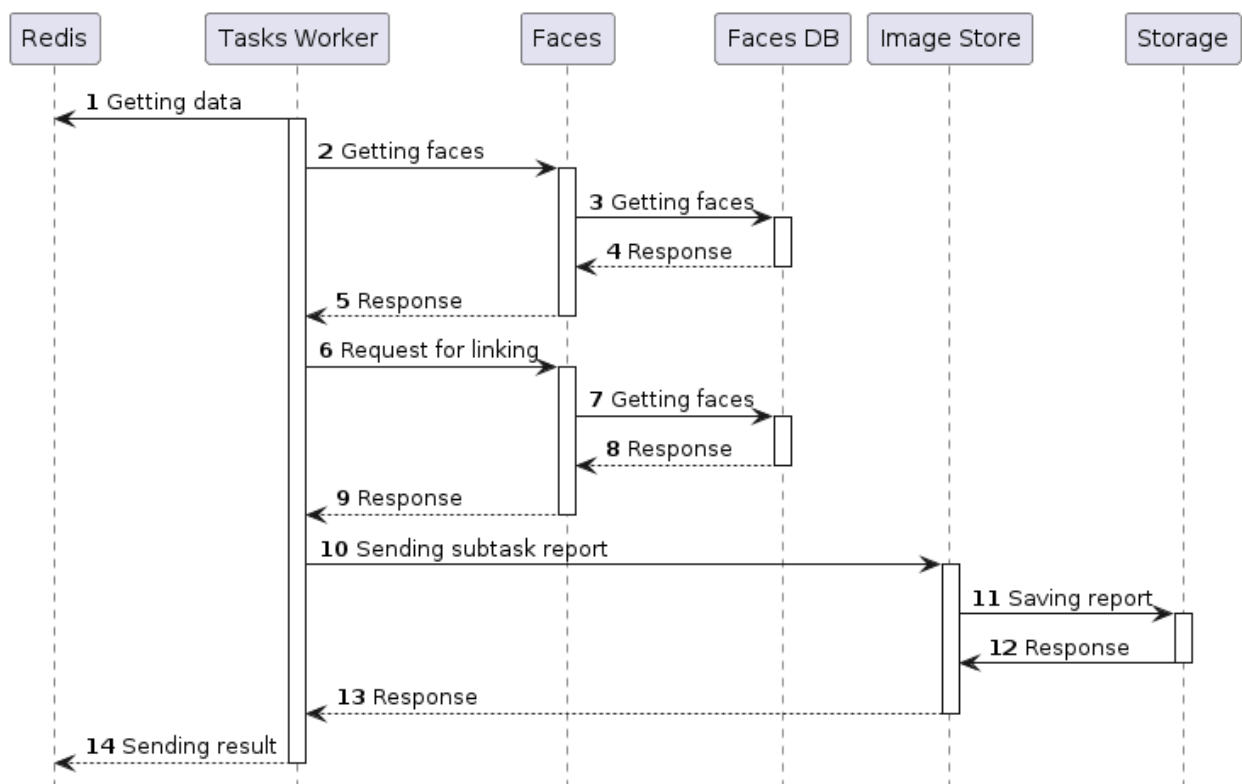 Redis
Tasks Worker
Faces
Faces DB
Image Store
Storage
1 Getting data
2 Getting faces
3 Getting faces
4 Response
5 Response
6 Request for linking
7 Getting faces
8 Response
9 Response
10 Sending subtask report
11 Saving report
12 Response
13 Response
14 Sending result